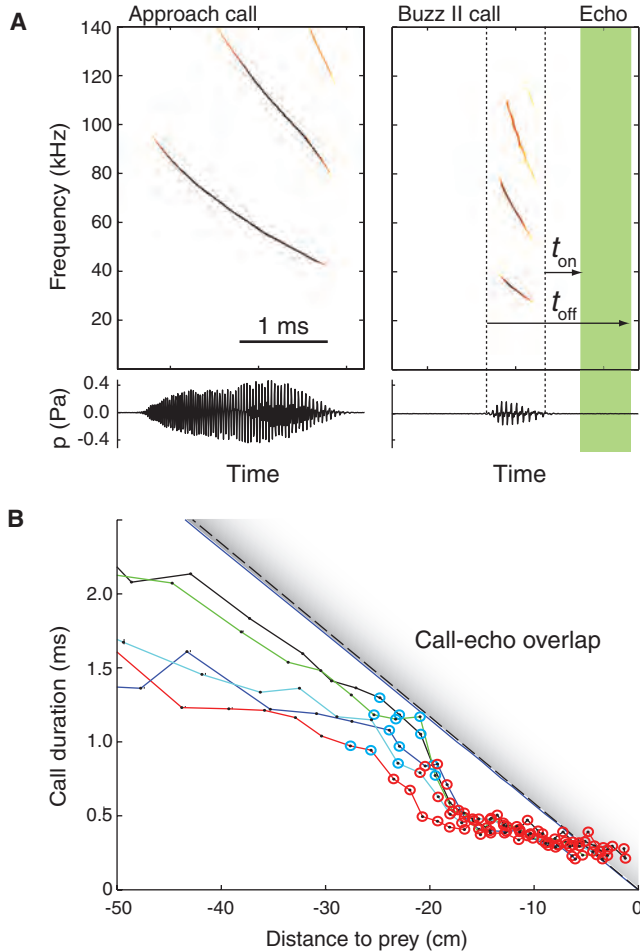 A
Approach call
Buzz II call
Echo
140
120
100
80
60
40
20
Frequency (kHz)
1 ms
t on
t off
0.4
0.0
-0.4
p (Pa)
Time
Time
B
2.0
1.5
1.0
0.5
0
Call duration (ms)
Call-echo overlap
-50
-40
-30
-20
-10
0
Distance to prey (cm)